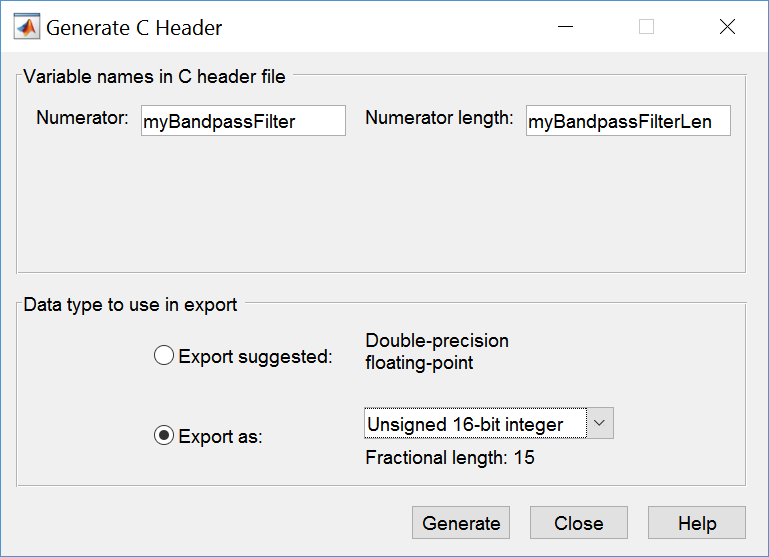 Generate C Header
Variable names in C header file
Numerator: myBandpassFilter Numerator length: myBandpassFilterLen
Data type to use in export
Export suggested: Double-precision
floating-point
Export as: Unsigned 16-bit integer
Fractional length: 15
Generate Close Help